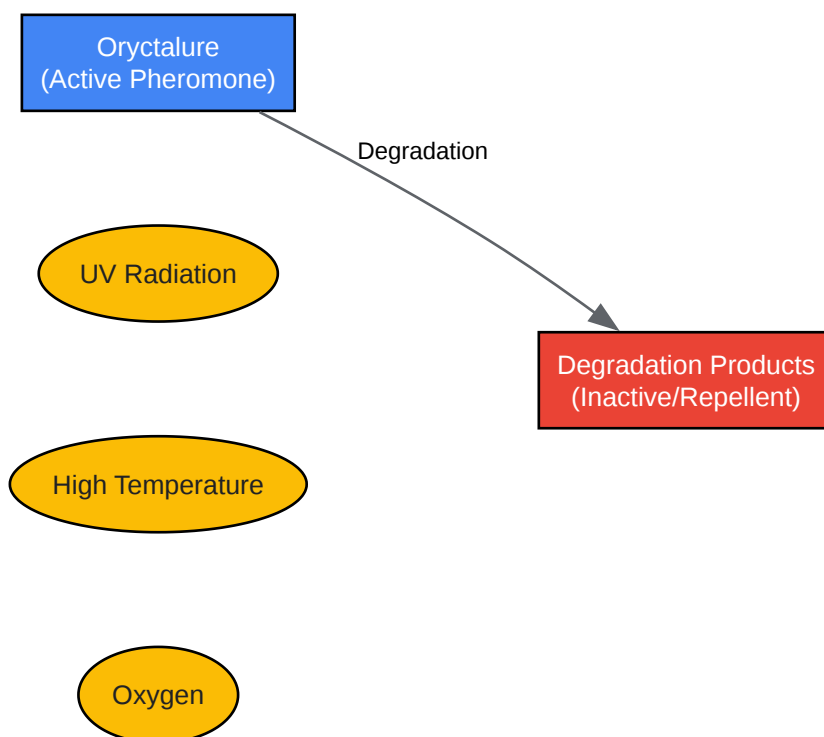 Oryctalure
(Active Pheromone)
Degradation
UV Radiation
Degradation Products
(Inactive/Repellent)
High Temperature
Oxygen